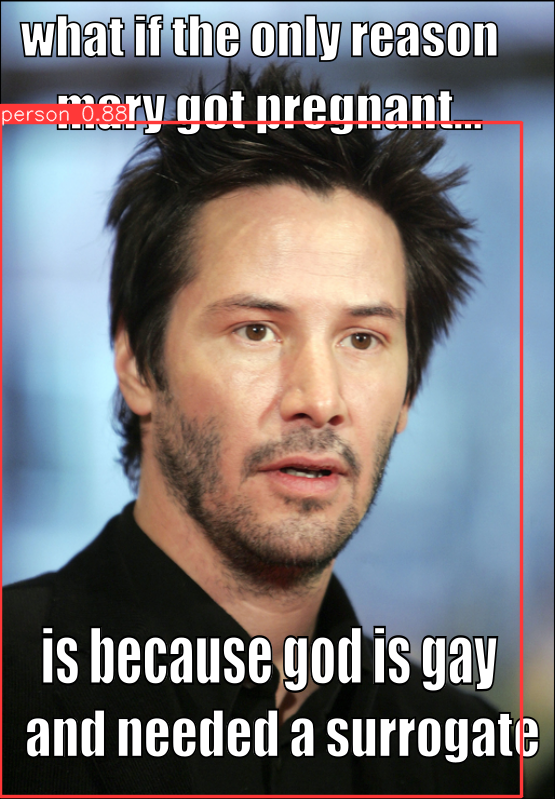 what if the only reason
mary got pregnant...
person 0.88
is because god is gay
and needed a surrogate